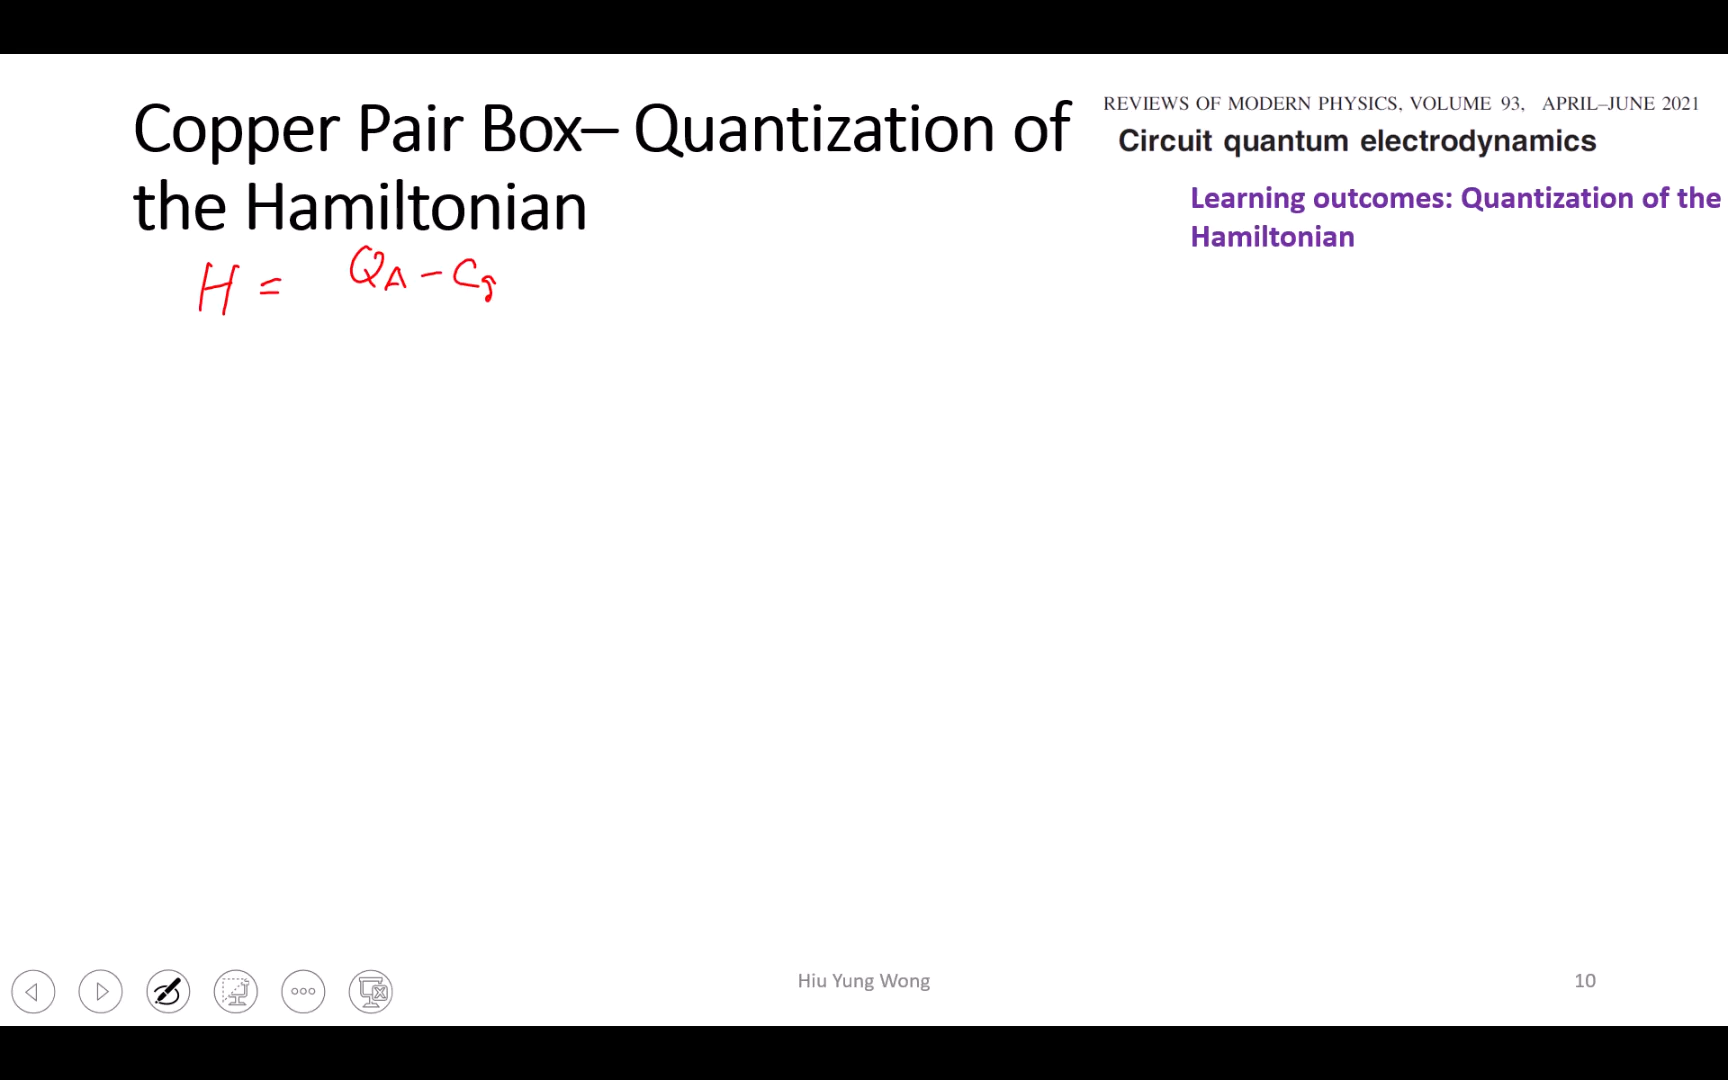 Copper Pair Box– Quantization of
the Hamiltonian
REVIEWS OF MODERN PHYSICS, VOLUME 93, APRIL–JUNE 2021
Circuit quantum electrodynamics
Learning outcomes: Quantization of the
Hamiltonian
H = QA - Cg
Hiu Yung Wong
10